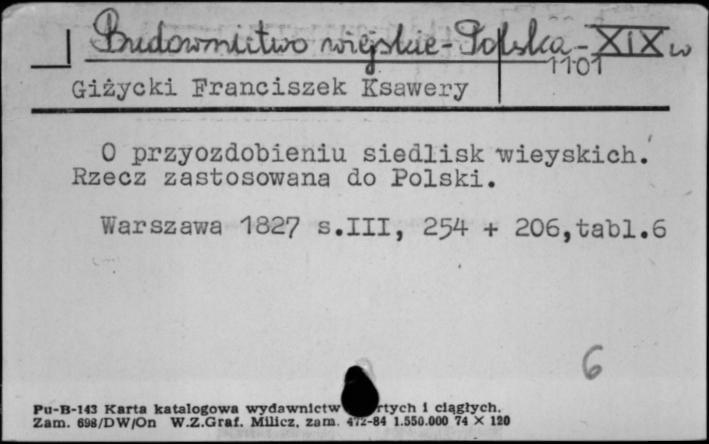 Budownictwo wiejskie - Polska - XIX w
1101
Giżycki Franciszek Ksawery
O przyozdobieniu siedlisk wieyskich.
Rzecz zastosowana do Polski.
Warszawa 1827 s.III, 254 + 206,tabl.6
6
Pu-B-143 Karta katalogowa wydawnictw rtych i ciągłych.
Zam. 698/DW/On W.Z.Graf. Milicz, zam. 472-84 1.550.000 74 × 120